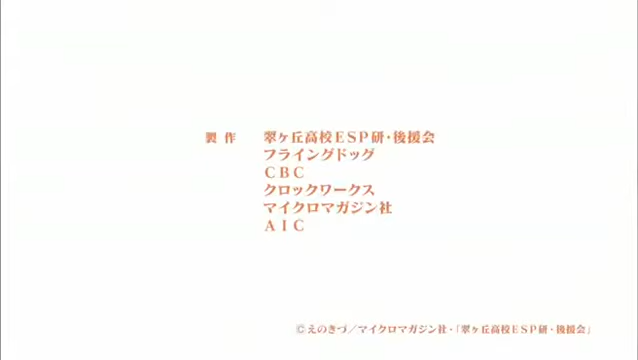 製作 翠ヶ丘高校ESP研・後援会
フライングドッグ
CBC
クロックワークス
マイクロマガジン社
AIC
©えのきづ/マイクロマガジン社・「翠ヶ丘高校ESP研・後援会」